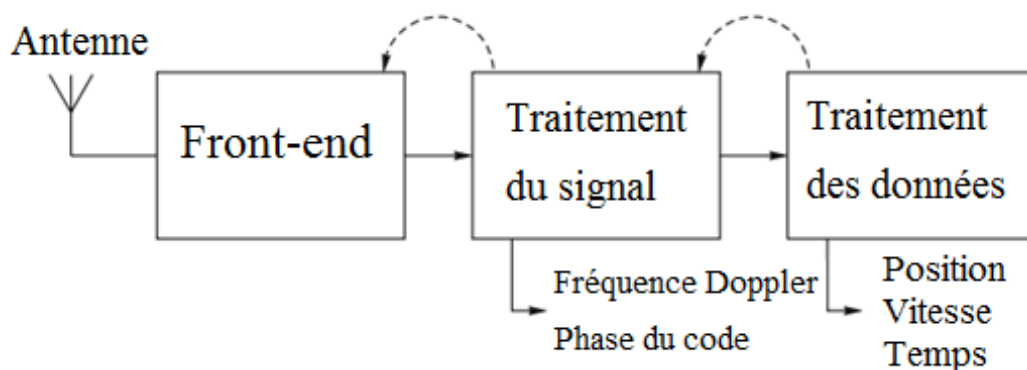 Antenne
Front-end
Traitement
du signal
Traitement
des données
Fréquence Doppler
Phase du code
Position
Vitesse
Temps